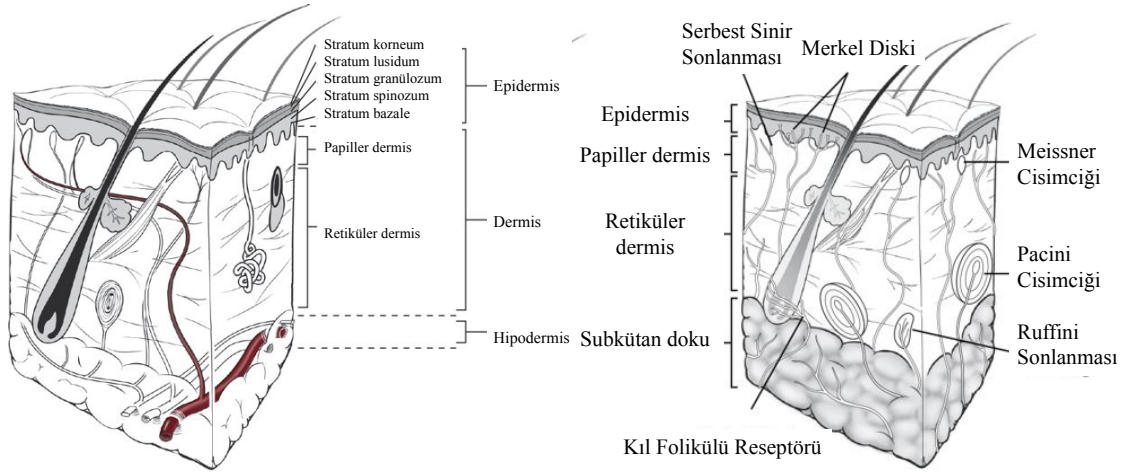 Stratum korneum
Stratum lusidum
Stratum granülozum
Stratum spinozum
Stratum bazale
Epidermis
Papiller dermis
Retiküler dermis
Dermis
Hipodermis
Serbest Sinir
Sonlanması
Merkel Diski
Epidermis
Papiller dermis
Retiküler
dermis
Subkütan doku
Meissner
Cisimciği
Pacini
Cisimciği
Ruffini
Sonlanması
Kıl Folikülü Reseptörü